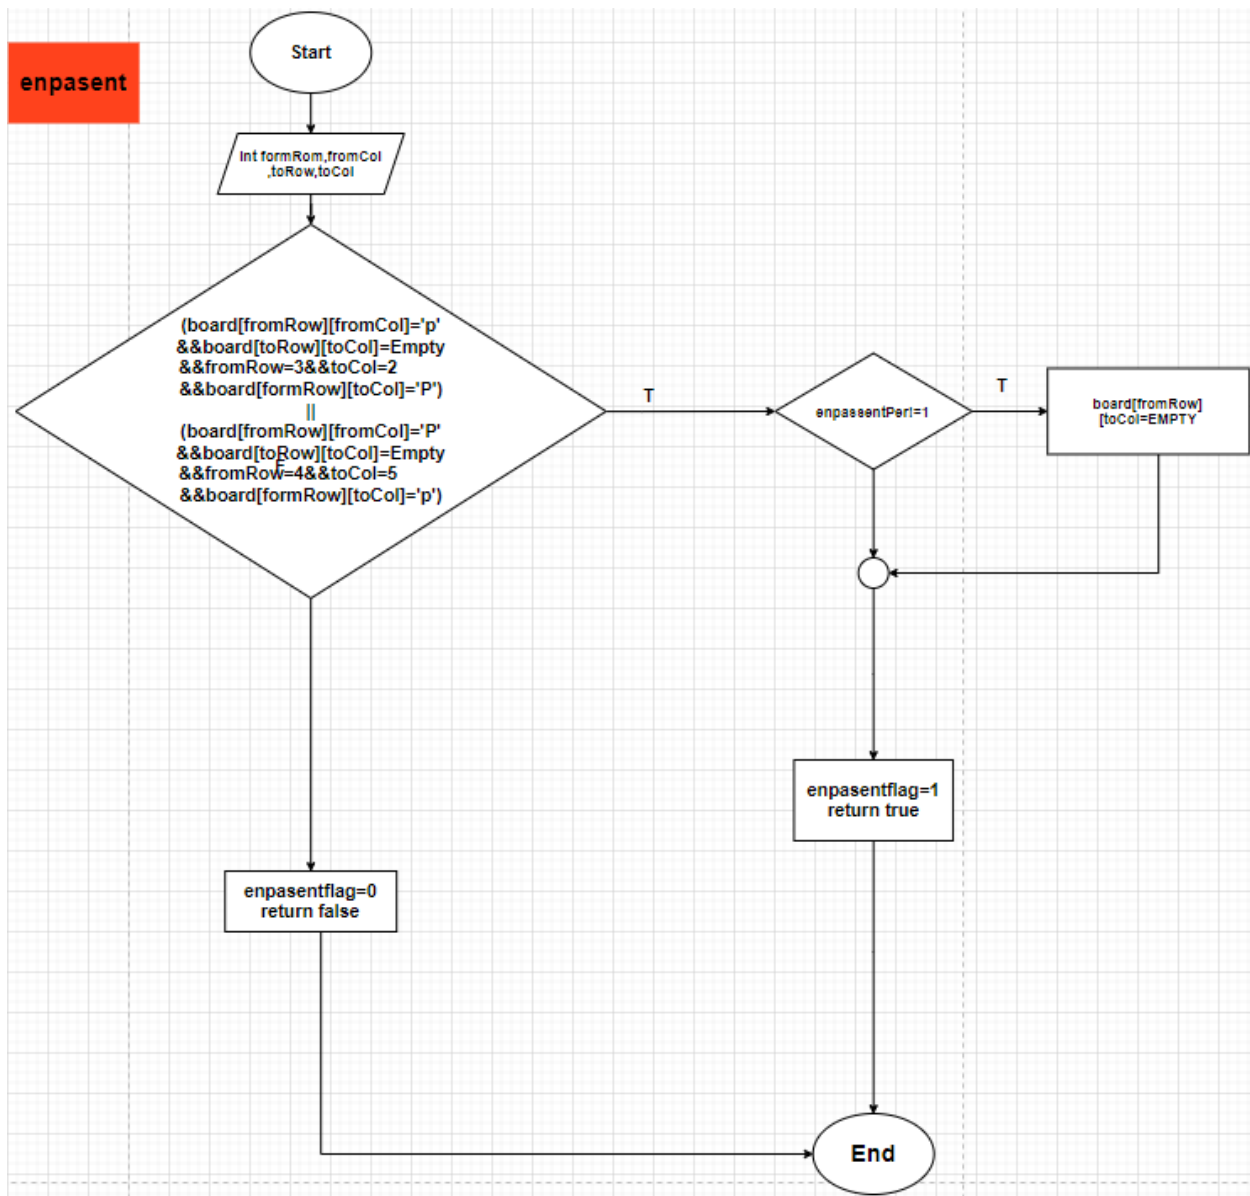 enpasent
Start
Int formRom,fromCol
,toRow,toCol
(board[fromRow][fromCol]='p'
&&board[toRow][toCol]=Empty
&&fromRow=3&&toCol=2
&&board[formRow][toCol]='P')
||
(board[fromRow][fromCol]='P'
&&board[toRow][toCol]=Empty
F
&&fromRow=4&&toCol=5
&&board[formRow][toCol]='p')
T
enpassentPer!=1
T
board[fromRow]
[toCol=EMPTY
enpasentflag=1
return true
enpasentflag=0
return false
End